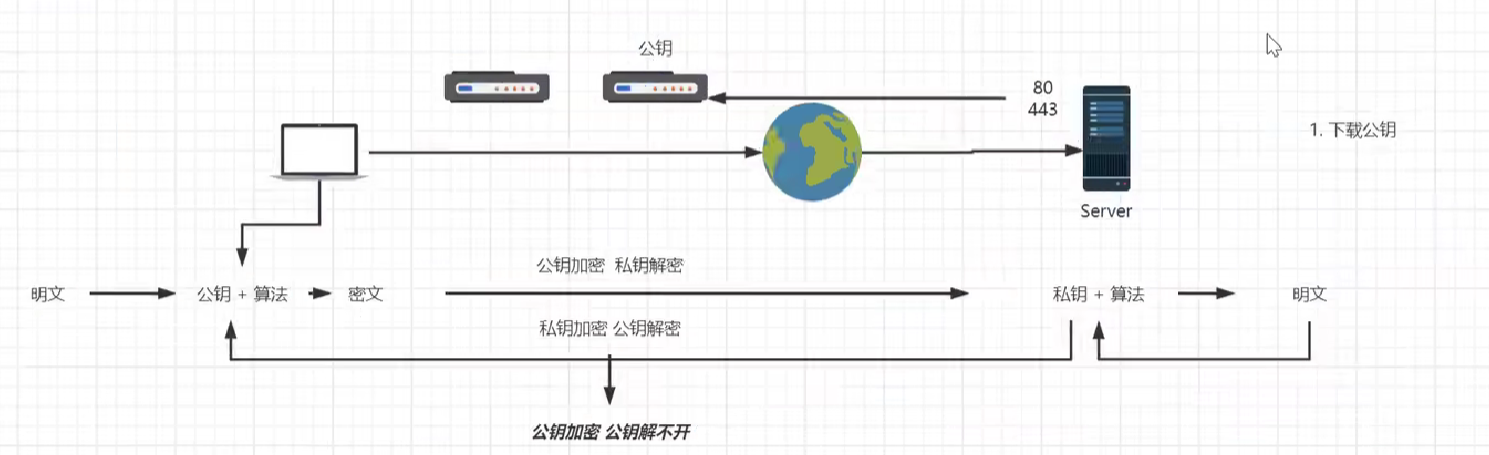 公钥
80
443
1. 下载公钥
Server
公钥加密 私钥解密
明文 公钥 + 算法 密文 私钥 + 算法 明文
私钥加密 公钥解密
公钥加密 公钥解不开